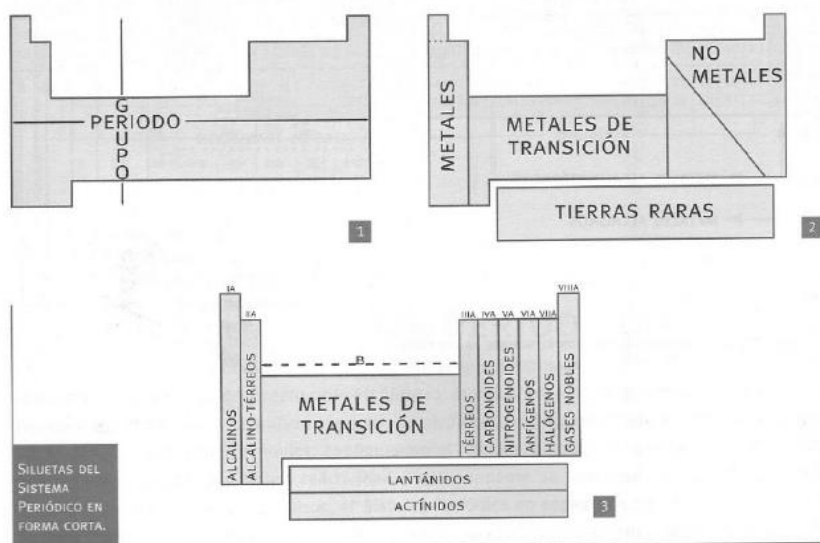 GRUPO
PERIODO
1
METALES
METALES DE
TRANSICIÓN
NO
METALES
TIERRAS RARAS
2
IA
IIA
B
IIIA IVA VA VIA VIIA
VIIIA
ALCALINOS
ALCALINO-TÉRREOS
METALES DE
TRANSICIÓN
TÉRREOS
CARBONOIDES
NITROGENOIDES
ANFÍGENOS
HALÓGENOS
GASES NOBLES
LANTÁNIDOS
ACTÍNIDOS
3
SILUETAS DEL
SISTEMA
PERIÓDICO EN
FORMA CORTA.